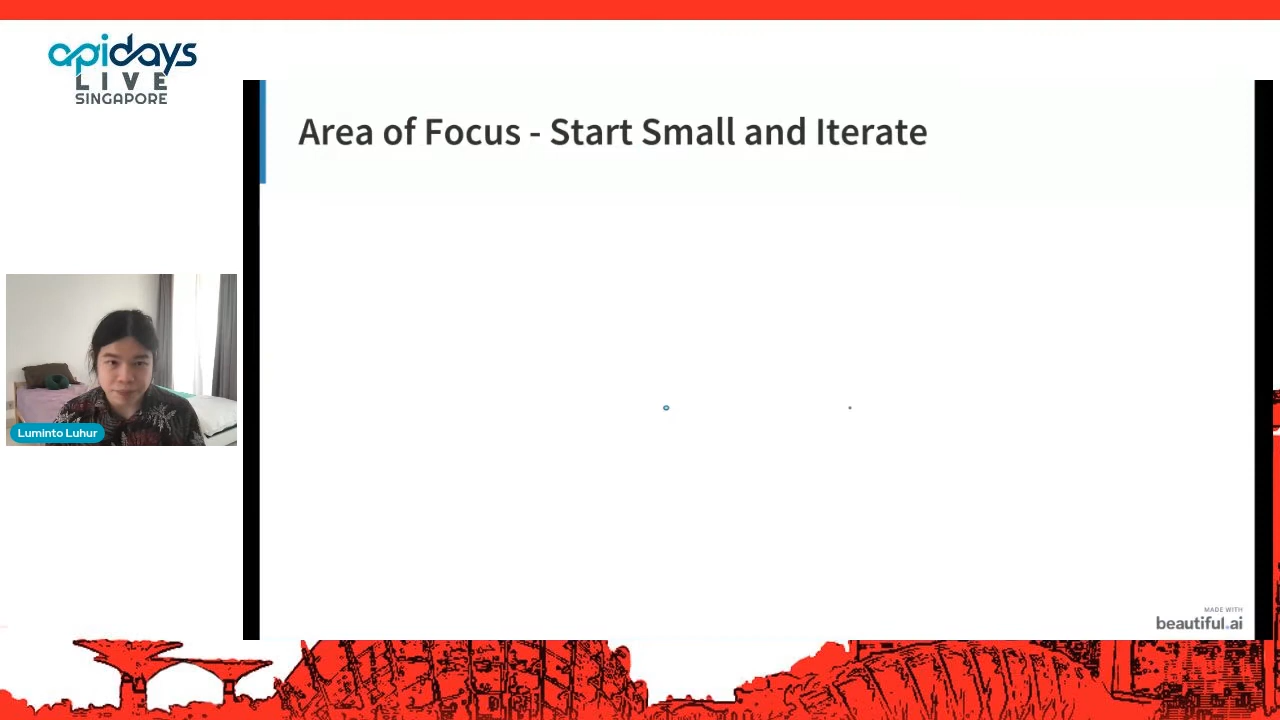 apidays
LIVE
SINGAPORE
Area of Focus - Start Small and Iterate
Luminto Luhur
MADE WITH
beautiful.ai